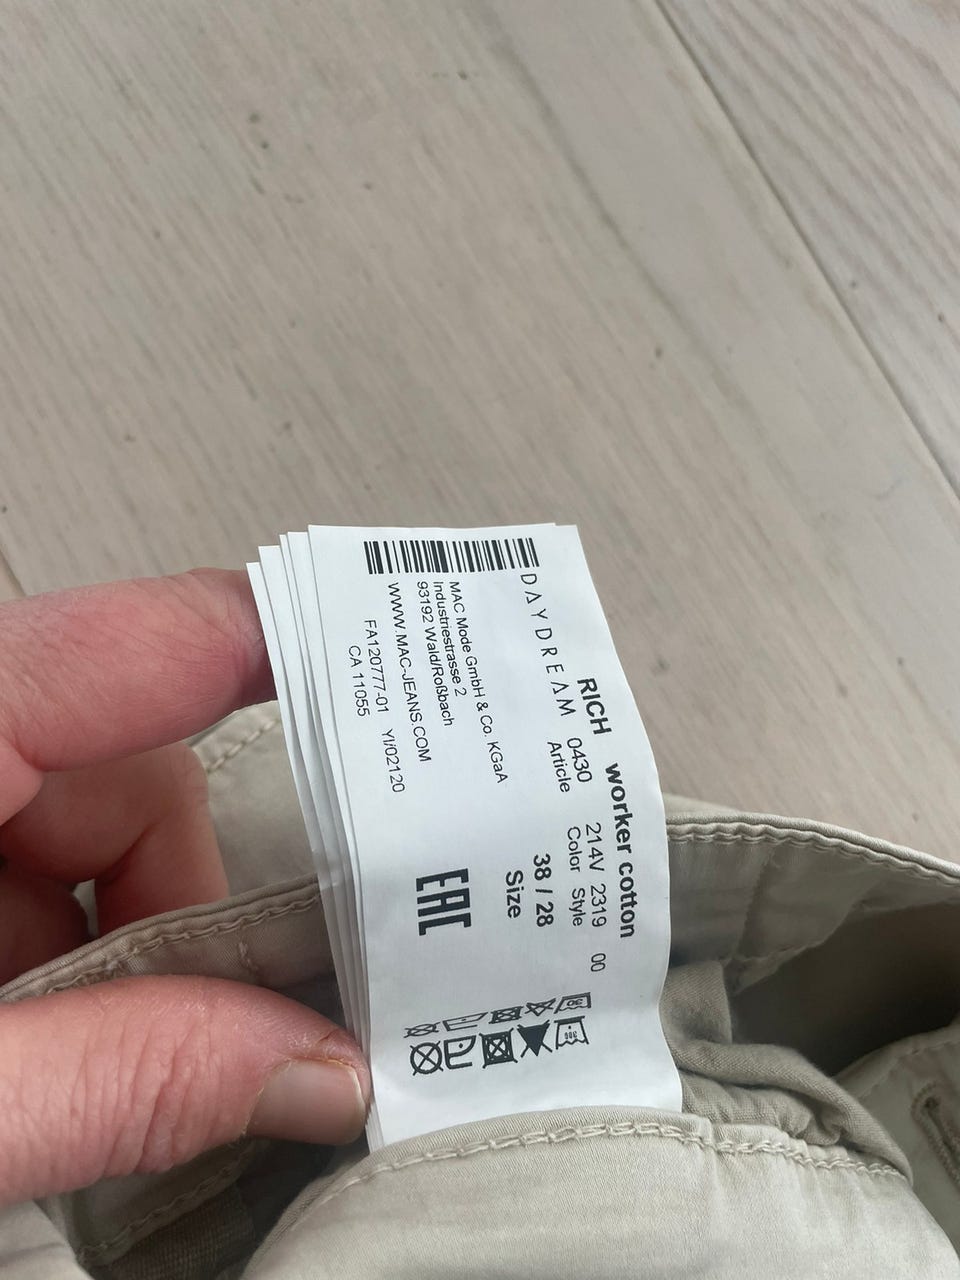 DAYDREAM
RICH worker cotton
0430 214V 2319 00
Article Color Style
38 / 28
Size
MAC Mode GmbH & Co. KGaA
Industriestrasse 2
93192 Wald/Roßbach
WWW.MAC-JEANS.COM
FA120777-01 YI/02120
CA 11055
EAC
30